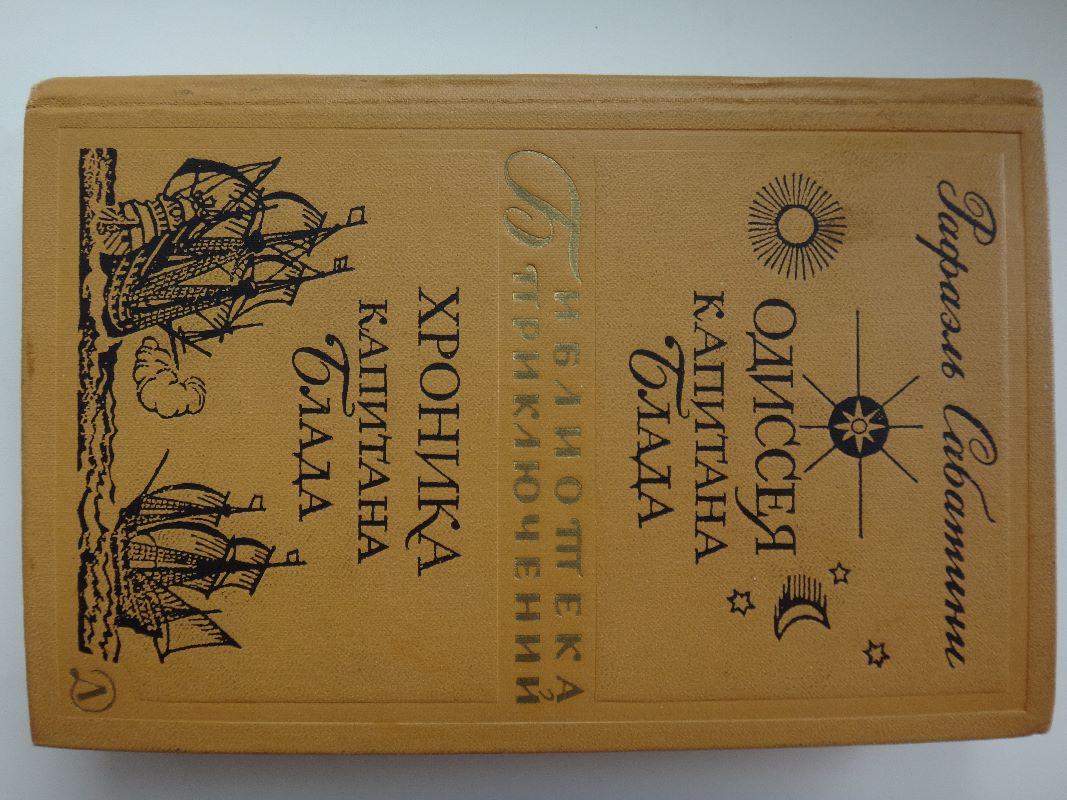 Рафаэль Сабатини
ОДИССЕЯ
КАПИТАНА
БЛАДА
Библиотека
приключений
ХРОНИКА
КАПИТАНА
БЛАДА
Д